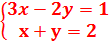 3x − 2y = 1
x + y = 2